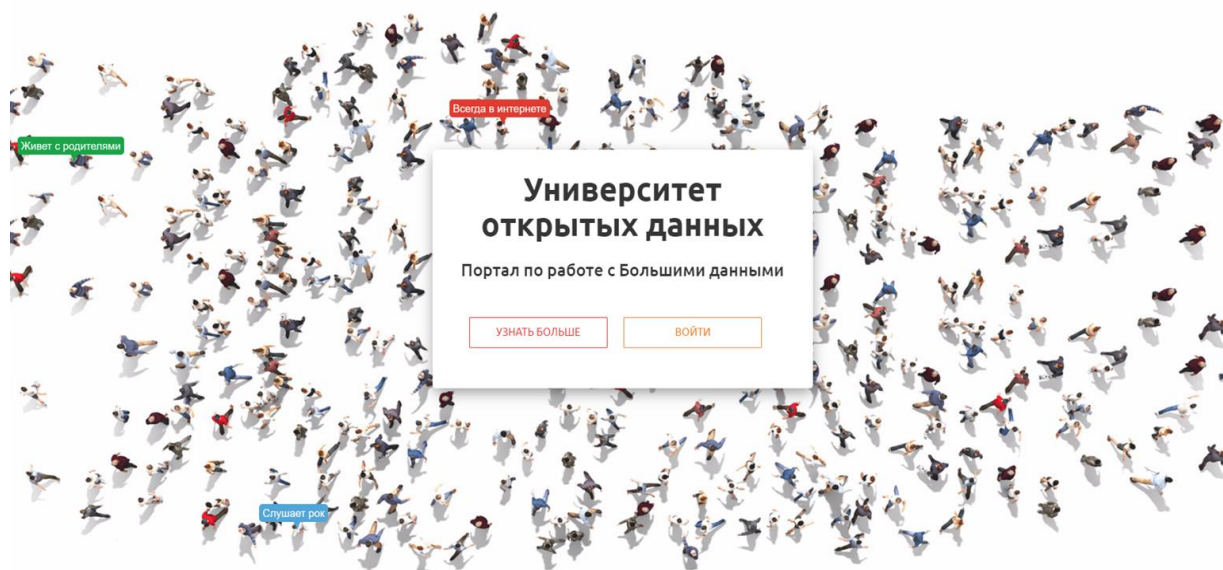 Всегда в интернете
Живет с родителями
Университет
открытых данных
Портал по работе с Большими данными
УЗНАТЬ БОЛЬШЕ
ВОЙТИ
Слушает рок